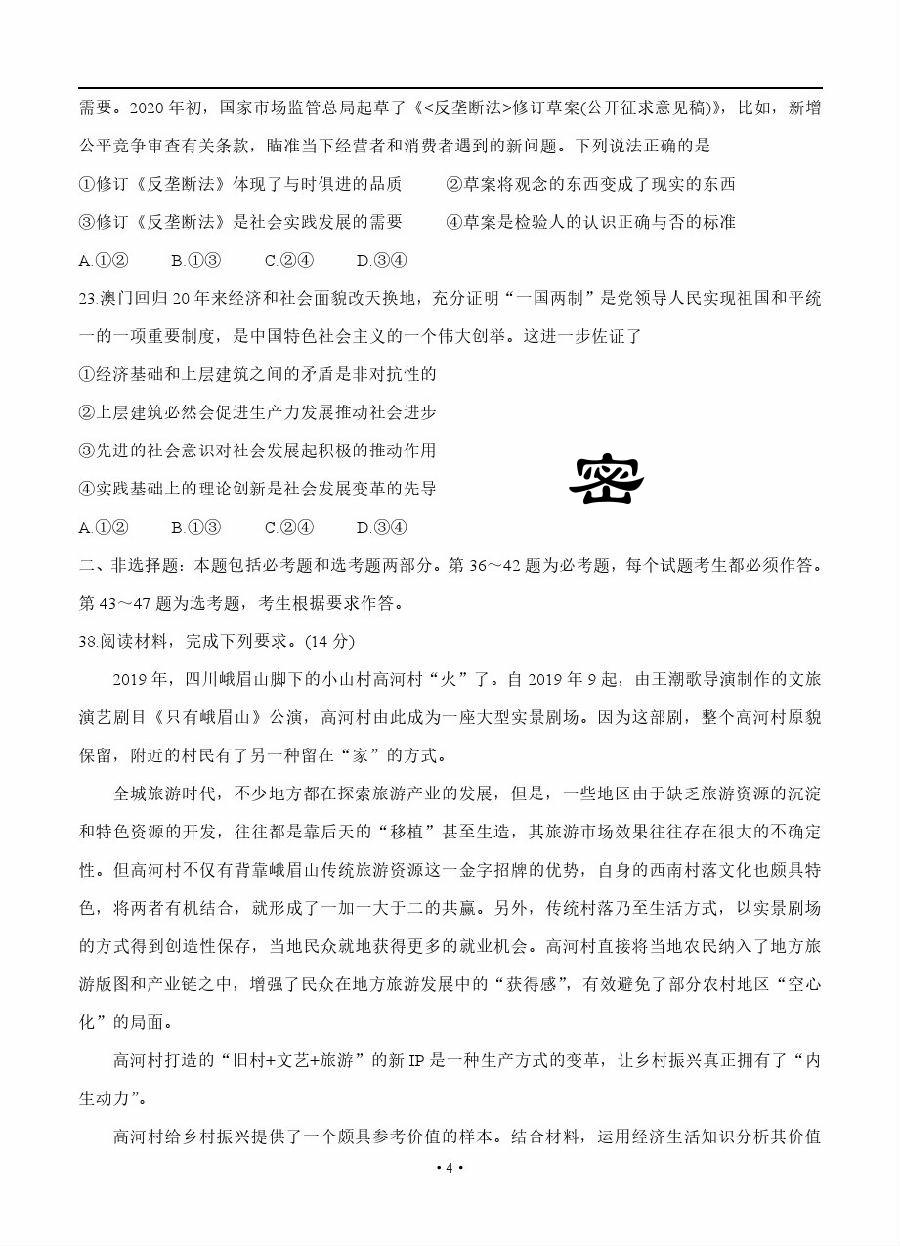 需要。2020年初，国家市场监管总局起草了《<反垄断法>修订草案(公开征求意见稿)》，比如，新增
公平竞争审查有关条款，瞄准当下经营者和消费者遇到的新问题。下列说法正确的是
①修订《反垄断法》体现了与时俱进的品质 ②草案将观念的东西变成了现实的东西
③修订《反垄断法》是社会实践发展的需要 ④草案是检验人的认识正确与否的标准
A.①② B.①③ C.②④ D.③④
23.澳门回归20年来经济和社会面貌改天换地，充分证明“一国两制”是党领导人民实现祖国和平统
一的一项重要制度，是中国特色社会主义的一个伟大创举。这进一步佐证了
①经济基础和上层建筑之间的矛盾是非对抗性的
②上层建筑必然会促进生产力发展推动社会进步
③先进的社会意识对社会发展起积极的推动作用
④实践基础上的理论创新是社会发展变革的先导
密
A.①② B.①③ C.②④ D.③④
二、非选择题：本题包括必考题和选考题两部分。第36～42题为必考题，每个试题考生都必须作答。
第43～47题为选考题，考生根据要求作答。
38.阅读材料，完成下列要求。(14分)
2019年，四川峨眉山脚下的小山村高河村“火”了。自2019年9起，由王潮歌导演制作的文旅
演艺剧目《只有峨眉山》公演，高河村由此成为一座大型实景剧场。因为这部剧，整个高河村原貌
保留，附近的村民有了另一种留在“家”的方式。
全城旅游时代，不少地方都在探索旅游产业的发展，但是，一些地区由于缺乏旅游资源的沉淀
和特色资源的开发，往往都是靠后天的“移植”甚至生造，其旅游市场效果往往存在很大的不确定
性。但高河村不仅有背靠峨眉山传统旅游资源这一金字招牌的优势，自身的西南村落文化也颇具特
色，将两者有机结合，就形成了一加一大于二的共赢。另外，传统村落乃至生活方式，以实景剧场
的方式得到创造性保存，当地民众就地获得更多的就业机会。高河村直接将当地农民纳入了地方旅
游版图和产业链之中，增强了民众在地方旅游发展中的“获得感”，有效避免了部分农村地区“空心
化”的局面。
高河村打造的“旧村+文艺+旅游”的新IP是一种生产方式的变革，让乡村振兴真正拥有了“内
生动力”。
高河村给乡村振兴提供了一个颇具参考价值的样本。结合材料，运用经济生活知识分析其价值
·4·